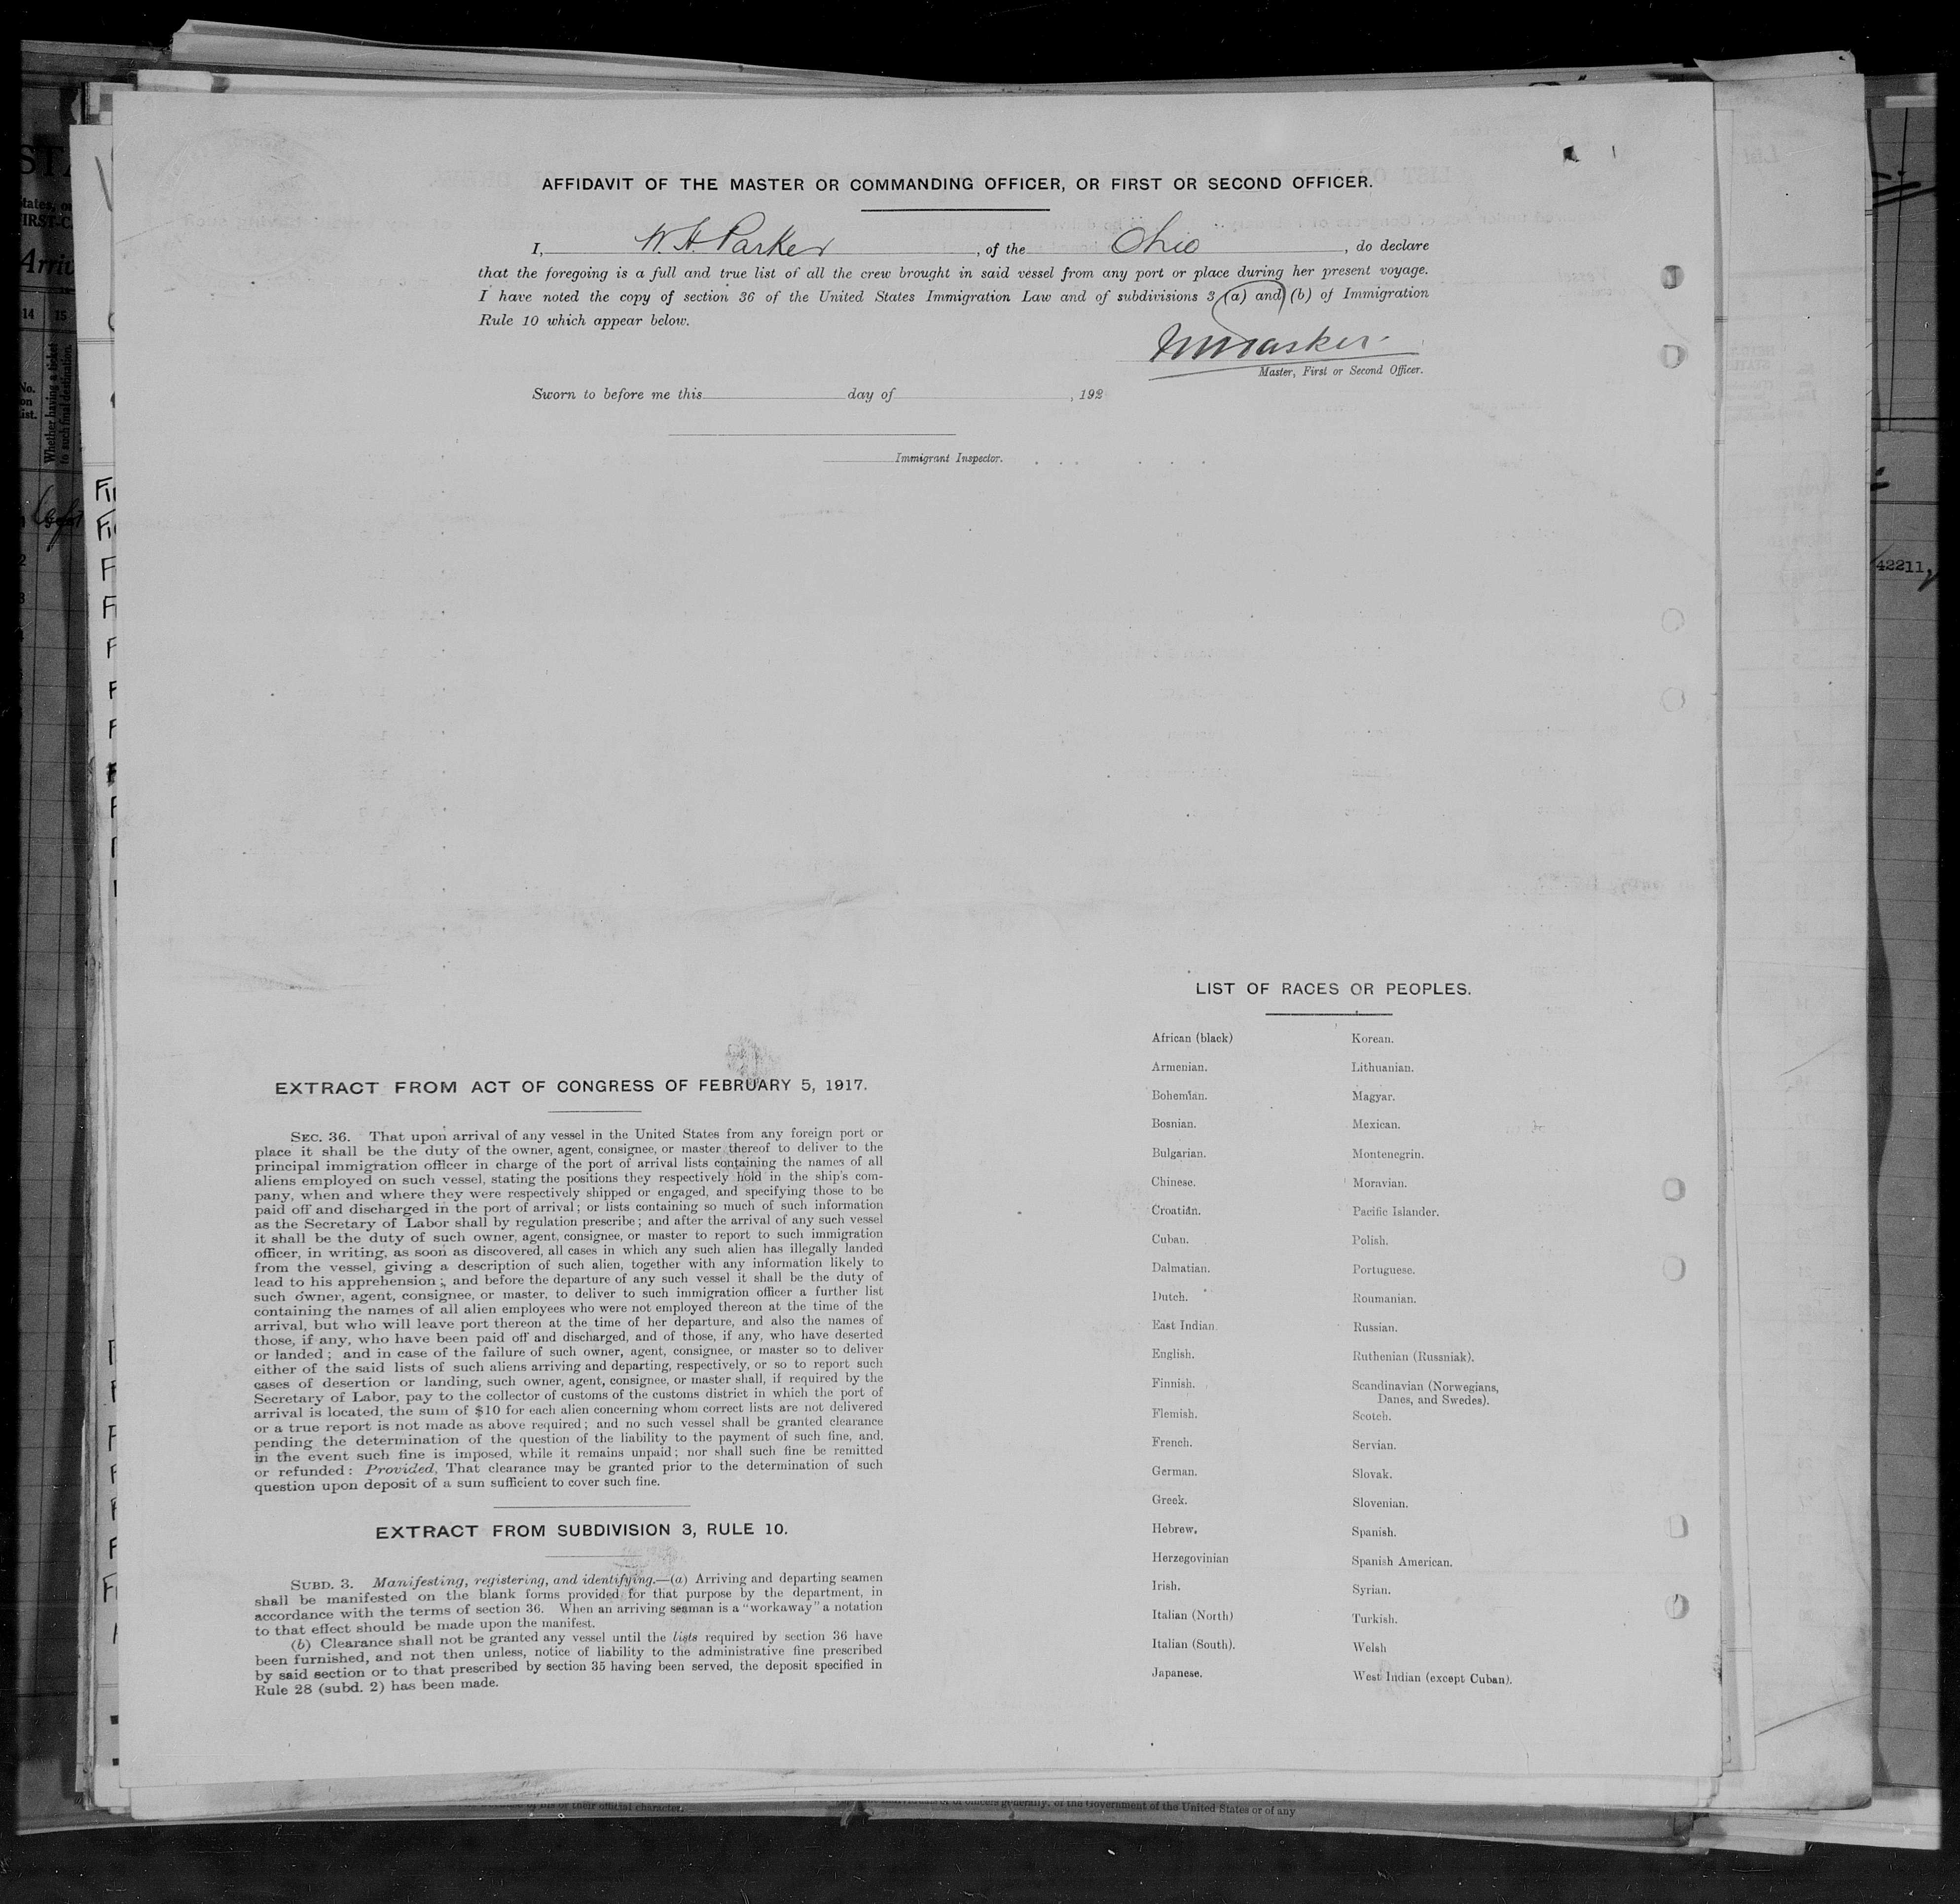 AFFIDAVIT OF THE MASTER OR COMMANDING OFFICER, OR FIRST OR SECOND OFFICER.
I, W. H. Parker, of the Ohio, do declare
that the foregoing is a full and true list of all the crew brought in said vessel from any port or place during her present voyage.
I have noted the copy of section 36 of the United States Immigration Law and of subdivisions 3 (a) and (b) of Immigration
Rule 10 which appear below.
Master, First or Second Officer.
Sworn to before me this day of , 192
Immigrant Inspector.
EXTRACT FROM ACT OF CONGRESS OF FEBRUARY 5, 1917.
SEC. 36. That upon arrival of any vessel in the United States from any foreign port or
place it shall be the duty of the owner, agent, consignee, or master thereof to deliver to the
principal immigration officer in charge of the port of arrival lists containing the names of all
aliens employed on such vessel, stating the positions they respectively hold in the ship's com-
pany, when and where they were respectively shipped or engaged, and specifying those to be
paid off and discharged in the port of arrival; or lists containing so much of such information
as the Secretary of Labor shall by regulation prescribe; and after the arrival of any such vessel
it shall be the duty of such owner, agent, consignee, or master to report to such immigration
officer, in writing, as soon as discovered, all cases in which any such alien has illegally landed
from the vessel, giving a description of such alien, together with any information likely to
lead to his apprehension; and before the departure of any such vessel it shall be the duty of
such owner, agent, consignee, or master, to deliver to such immigration officer a further list
containing the names of all alien employees who were not employed thereon at the time of the
arrival, but who will leave port thereon at the time of her departure, and also the names of
those, if any, who have been paid off and discharged, and of those, if any, who have deserted
or landed; and in case of the failure of such owner, agent, consignee, or master so to deliver
either of the said lists of such aliens arriving and departing, respectively, or so to report such
cases of desertion or landing, such owner, agent, consignee, or master shall, if required by the
Secretary of Labor, pay to the collector of customs of the customs district in which the port of
arrival is located, the sum of $10 for each alien concerning whom correct lists are not delivered
or a true report is not made as above required; and no such vessel shall be granted clearance
pending the determination of the question of the liability to the payment of such fine, and,
in the event such fine is imposed, while it remains unpaid; nor shall such fine be remitted
or refunded: Provided, That clearance may be granted prior to the determination of such
question upon deposit of a sum sufficient to cover such fine.
EXTRACT FROM SUBDIVISION 3, RULE 10.
SUBD. 3. Manifesting, registering, and identifying.—(a) Arriving and departing seamen
shall be manifested on the blank forms provided for that purpose by the department, in
accordance with the terms of section 36. When an arriving seaman is a "workaway" a notation
to that effect should be made upon the manifest.
(b) Clearance shall not be granted any vessel until the lists required by section 36 have
been furnished, and not then unless, notice of liability to the administrative fine prescribed
by said section or to that prescribed by section 35 having been served, the deposit specified in
Rule 28 (subd. 2) has been made.
LIST OF RACES OR PEOPLES.
African (black)
Armenian.
Bohemian.
Bosnian.
Bulgarian.
Chinese.
Croatian.
Cuban.
Dalmatian.
Dutch.
East Indian.
English.
Finnish.
Flemish.
French.
German.
Greek.
Hebrew.
Herzegovinian
Irish.
Italian (North)
Italian (South).
Japanese.
Korean.
Lithuanian.
Magyar.
Mexican.
Montenegrin.
Moravian.
Pacific Islander.
Polish.
Portuguese.
Roumanian.
Russian.
Ruthenian (Russniak).
Scandinavian (Norwegians,
Danes, and Swedes).
Scotch.
Servian.
Slovak.
Slovenian.
Spanish.
Spanish American.
Syrian.
Turkish.
Welsh
West Indian (except Cuban).
42211,